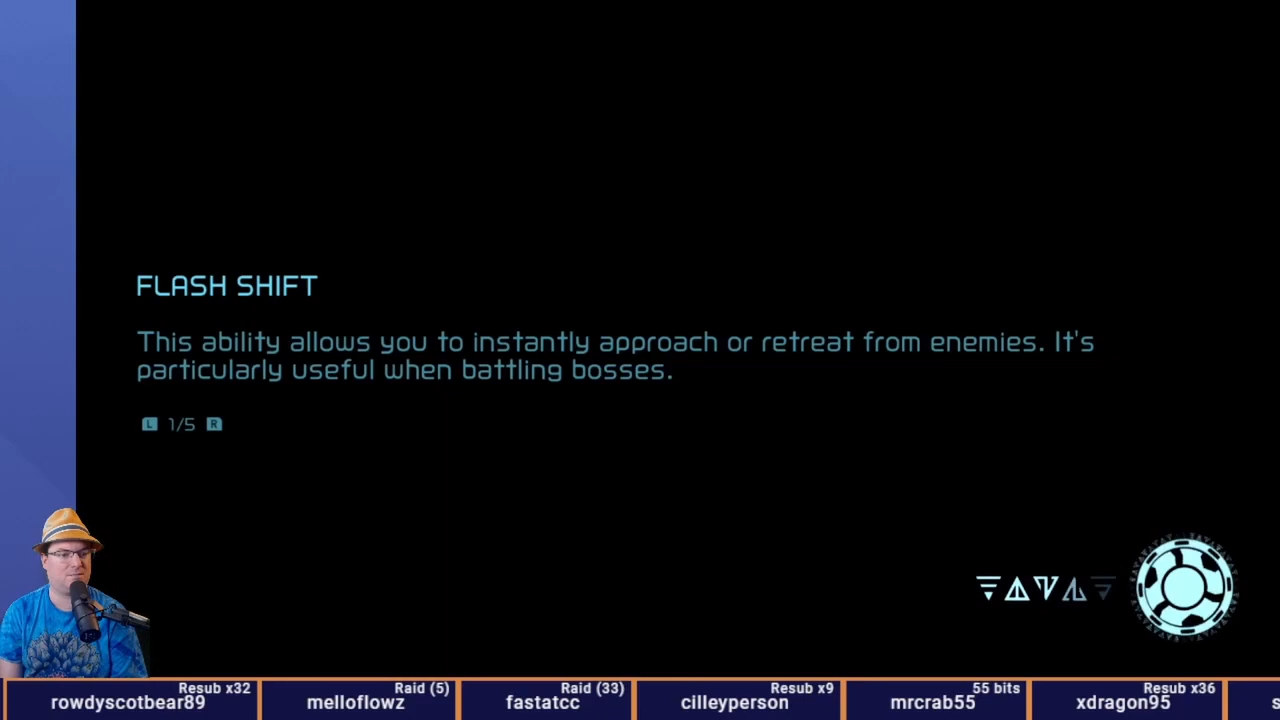 FLASH SHIFT
This ability allows you to instantly approach or retreat from enemies. It's
particularly useful when battling bosses.
L 1/5 R
Resub x32
rowdyscotbear89
Raid (5)
melloflowz
Raid (33)
fastatcc
Resub x9
cilleyperson
55 bits
mrcrab55
Resub x36
xdragon95